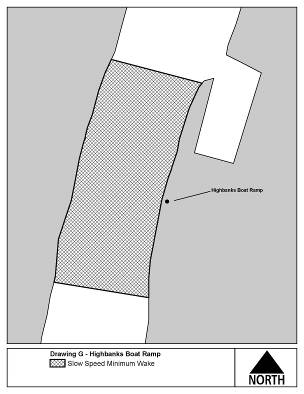 Highbanks Boat Ramp
Drawing G - Highbanks Boat Ramp
Slow Speed Minimum Wake
NORTH